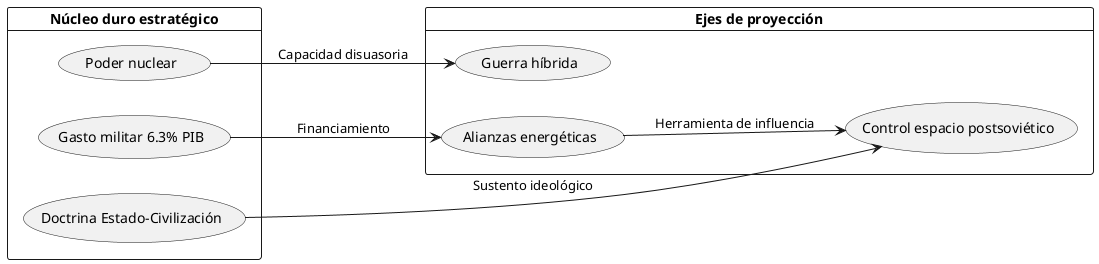 Núcleo duro estratégico
Ejes de proyección
Poder nuclear
Capacidad disuasoria
Guerra híbrida
Gasto militar 6.3% PIB
Financiamiento
Alianzas energéticas
Herramienta de influencia
Control espacio postsoviético
Doctrina Estado-Civilización
Sustento ideológico